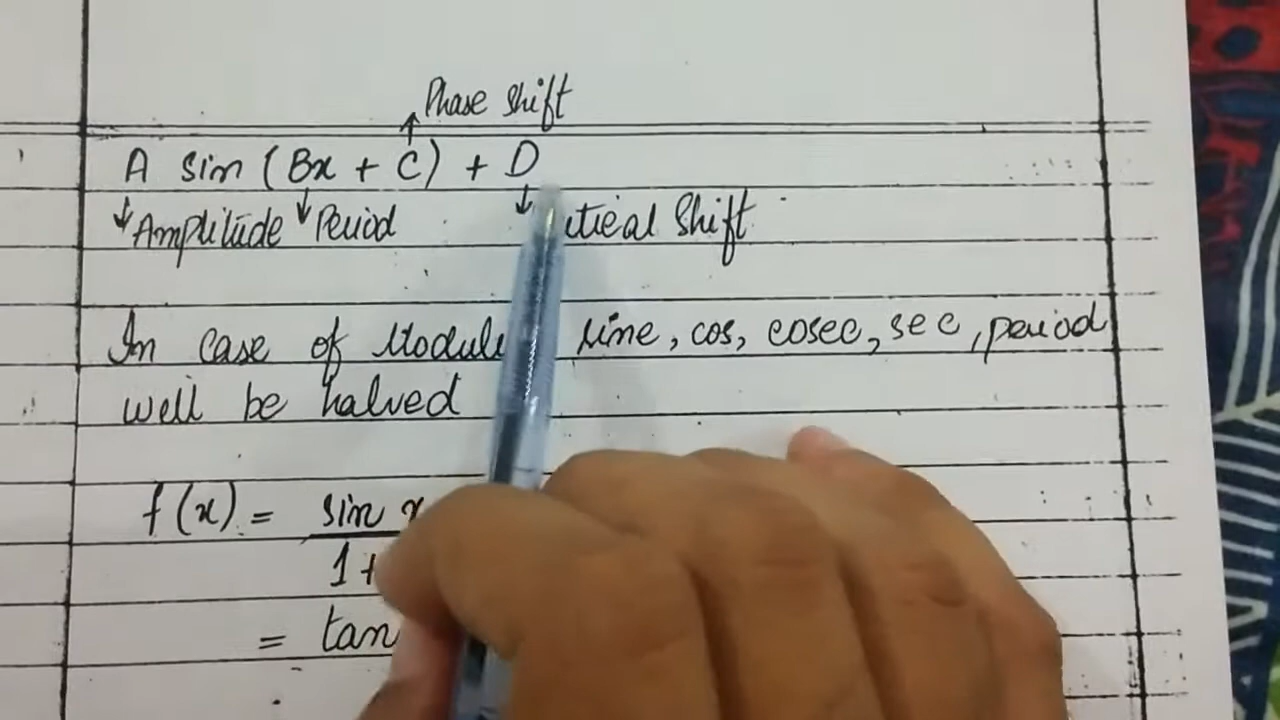 Phase shift
A sin (Bx + C) + D
Amplitude Period Shift
In case of sine, cos, cosec, sec, period
will be halved
f(x) = sin x
1+
= tan